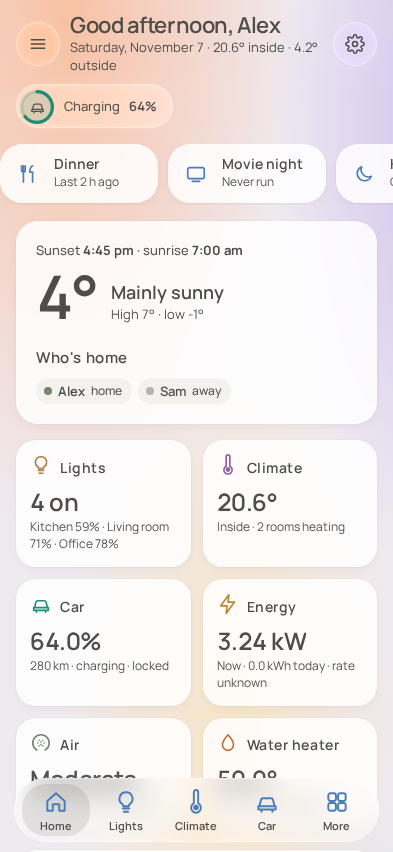 Good afternoon, Alex
Saturday, November 7 · 20.6° inside · 4.2°
outside
Charging 64%
Dinner
Last 2 h ago
Movie night
Never run
Sunset 4:45 pm · sunrise 7:00 am
4°
Mainly sunny
High 7° · low -1°
Who's home
Alex home
Sam away
Lights
4 on
Kitchen 59% · Living room
71% · Office 78%
Climate
20.6°
Inside · 2 rooms heating
Car
64.0%
280 km · charging · locked
Energy
3.24 kW
Now · 0.0 kWh today · rate
unknown
Air
Moderate
Water heater
Home
Lights
Climate
Car
More